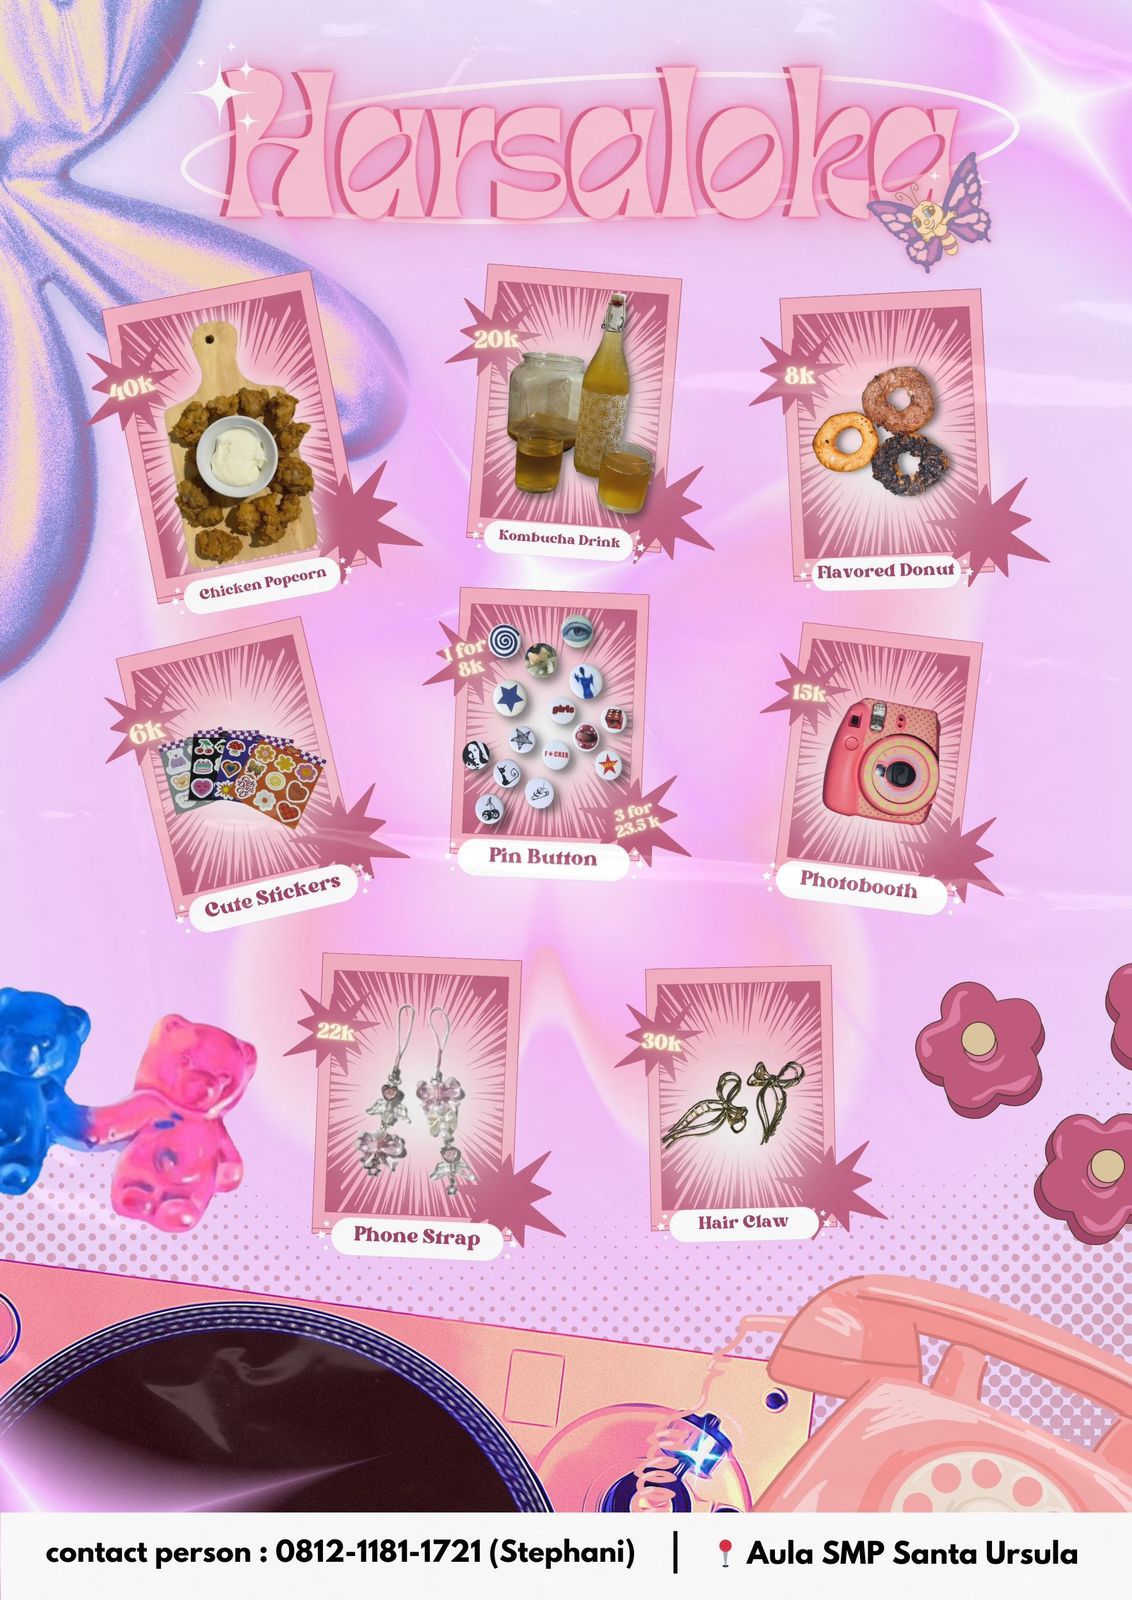 Harsaloka
40k
Chicken Popcorn
20k
Kombucha Drink
8k
Flavored Donut
6k
Cute Stickers
1 for
8k
girls
F★CKER
3 for
23.5 k
Pin Button
15k
Photobooth
22k
Phone Strap
30k
Hair Claw
contact person : 0812-1181-1721 (Stephani)
Aula SMP Santa Ursula